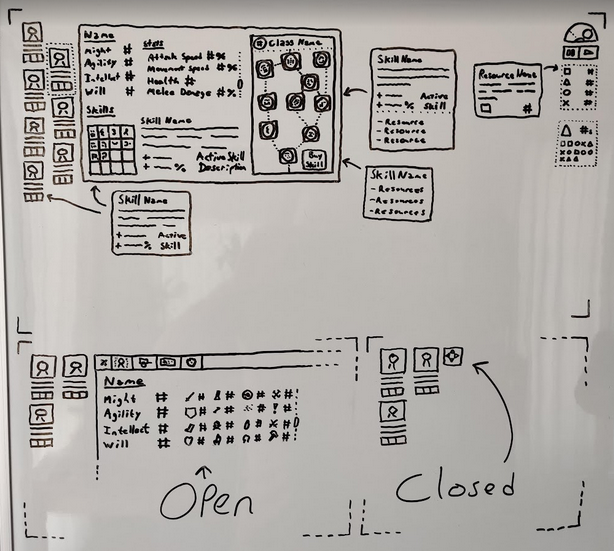 Name
Might #
Agility #
Intellect #
Will #
Stats
Attack Speed #%
Movement Speed #%
Health #
Melee Damage #%
Skills
Skill Name
+ Active Skill
+ % Description
# Class Name
Buy
Skill
Skill Name
+ Active
+ % Skill
- Resource
- Resource
- Resource
Skill Name
- Resources
- Resources
- Resources
Resource Name
#
#
#
#
#
Skill Name
+ Active
+ % Skill
Name
Might #
Agility #
Intellect #
Will #
# # # #
# # # #
# # # #
# # # #
Open
Closed